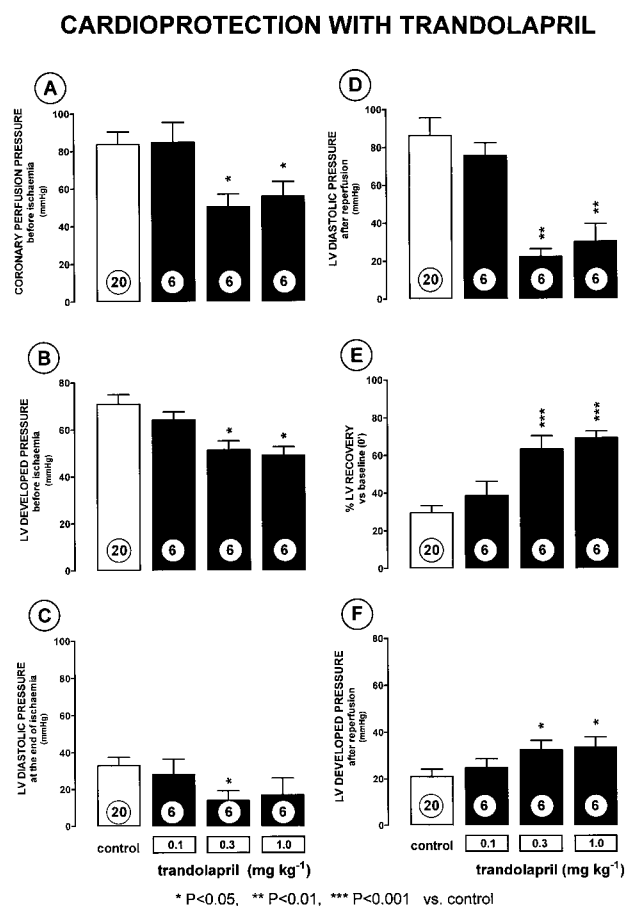 CARDIOPROTECTION WITH TRANDOLAPRIL
A
CORONARY PERFUSION PRESSURE
before ischaemia
(mmHg)
100
80
60
40
20
0
*
*
20
6
6
6
B
LV DEVELOPED PRESSURE
before ischaemia
(mmHg)
80
60
40
20
0
*
*
20
6
6
6
C
LV DIASTOLIC PRESSURE
at the end of ischaemia
(mmHg)
100
80
60
40
20
0
*
20
6
6
6
control
0.1
0.3
1.0
trandolapril (mg kg-1)
D
LV DIASTOLIC PRESSURE
after reperfusion
(mmHg)
100
80
60
40
20
0
**
**
20
6
6
6
E
% LV RECOVERY
vs baseline (0')
100
80
60
40
20
0
***
***
20
6
6
6
F
LV DEVELOPED PRESSURE
after reperfusion
(mmHg)
80
60
40
20
0
*
*
20
6
6
6
control
0.1
0.3
1.0
trandolapril (mg kg-1)
* P<0.05, ** P<0.01, *** P<0.001 vs. control